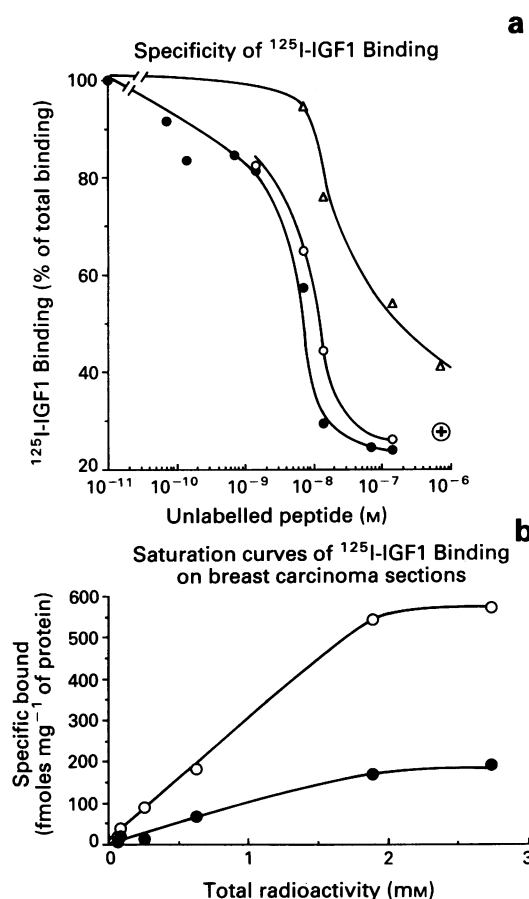 a
Specificity of ¹²⁵I-IGF1 Binding
¹²⁵I-IGF1 Binding (% of total binding)
100
80
60
40
20
10⁻¹¹ 10⁻¹⁰ 10⁻⁹ 10⁻⁸ 10⁻⁷ 10⁻⁶
Unlabelled peptide (M)
b
Saturation curves of ¹²⁵I-IGF1 Binding
on breast carcinoma sections
Specific bound
(fmoles mg⁻¹ of protein)
600
500
400
300
200
100
0
0 1 2 3
Total radioactivity (mM)